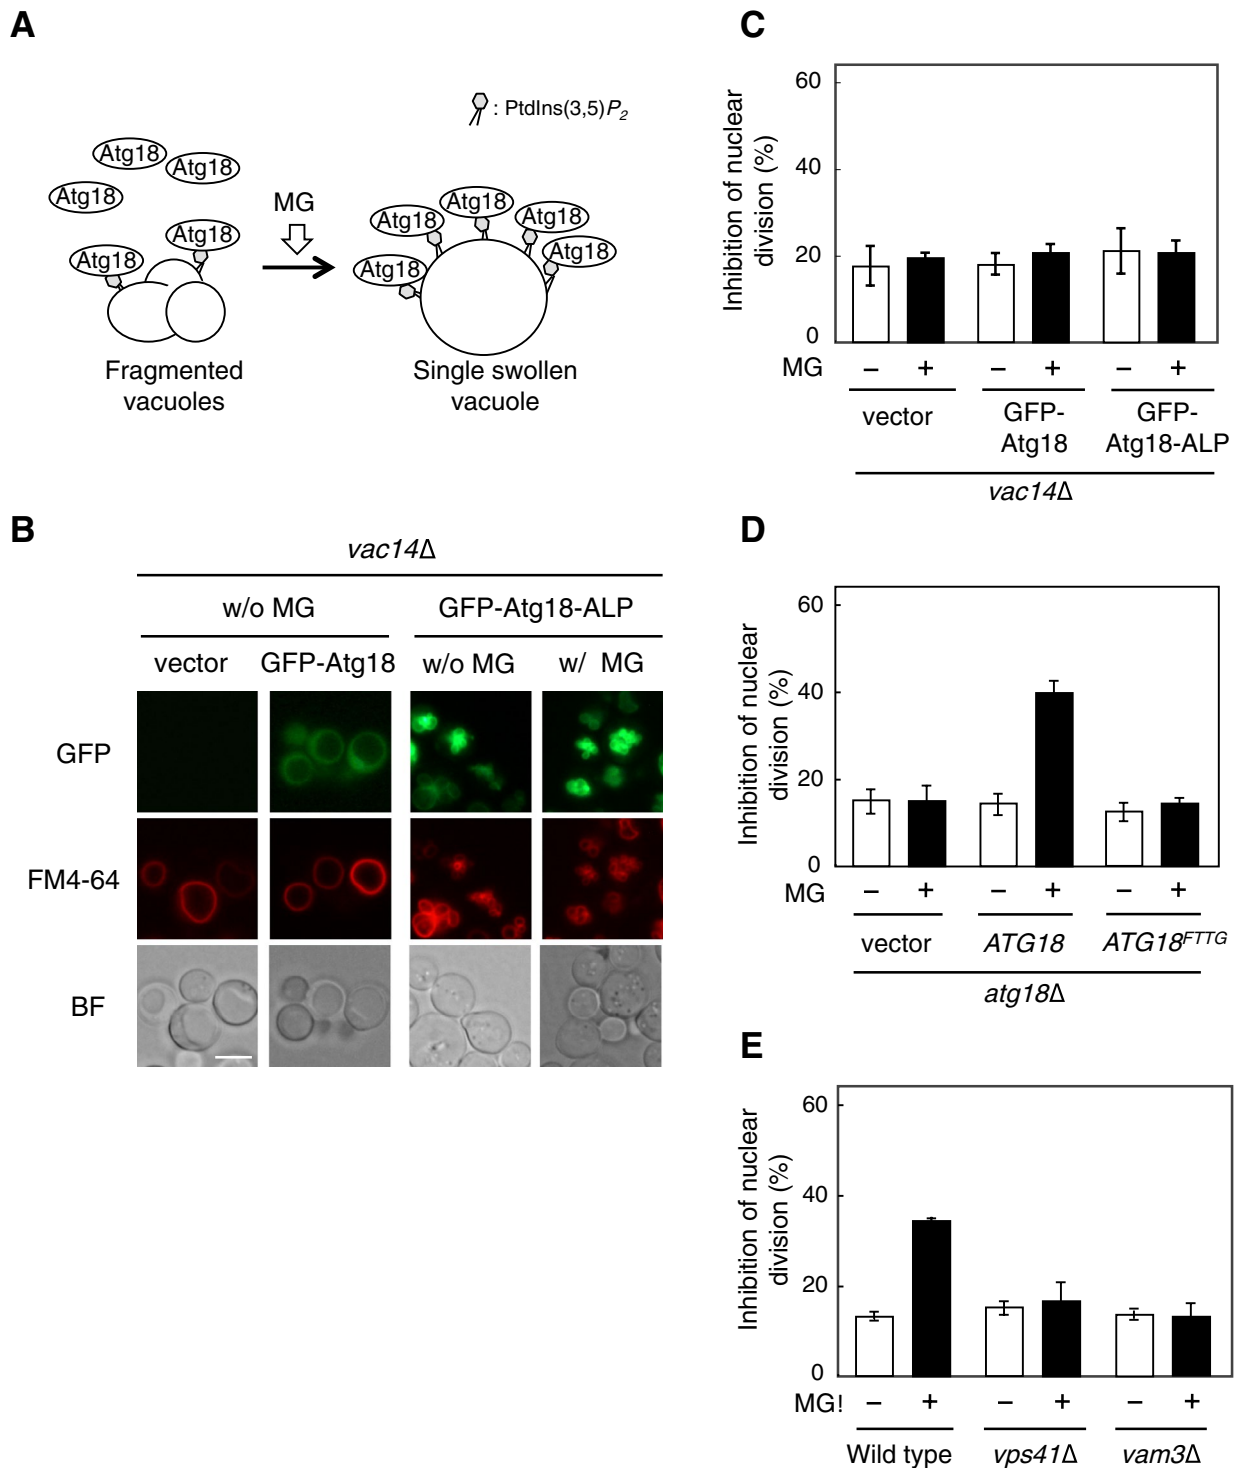 A
: PtdIns(3,5)P2
Atg18
Atg18
Atg18
Atg18
Atg18
MG
Atg18
Atg18
Atg18
Atg18
Atg18
Fragmented
vacuoles
Single swollen
vacuole
B
vac14Δ
w/o MG
GFP-Atg18-ALP
vector
GFP-Atg18
w/o MG
w/ MG
GFP
FM4-64
BF
C
Inhibition of nuclear
division (%)
60
40
20
0
MG
− + − + − +
vector
GFP-
Atg18
GFP-
Atg18-ALP
vac14Δ
D
Inhibition of nuclear
division (%)
60
40
20
0
MG
− + − + − +
vector
ATG18
ATG18FTTG
atg18Δ
E
Inhibition of nuclear
division (%)
60
40
20
0
MG!
− + − + − +
Wild type
vps41Δ
vam3Δ